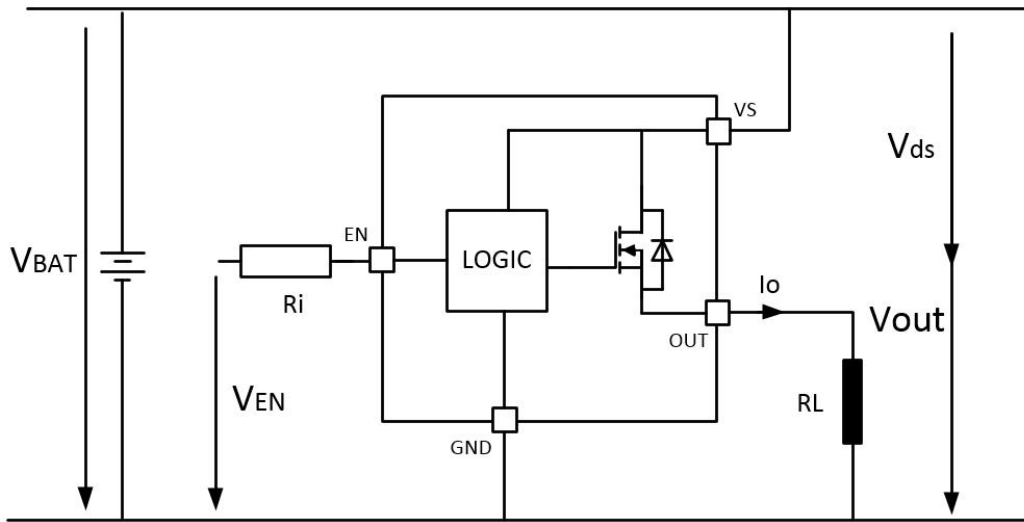 VS
Vds
EN
VBAT
LOGIC
Ri
Io
Vout
OUT
VEN
RL
GND